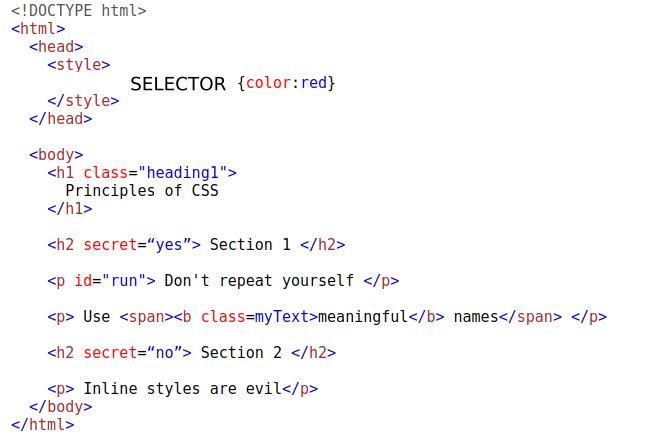 <!DOCTYPE html>
<html>
<head>
<style>
SELECTOR {color:red}
</style>
</head>
<body>
<h1 class="heading1">
Principles of CSS
</h1>
<h2 secret=“yes”> Section 1 </h2>
<p id="run"> Don't repeat yourself </p>
<p> Use <span><b class=myText>meaningful</b> names</span> </p>
<h2 secret=“no”> Section 2 </h2>
<p> Inline styles are evil</p>
</body>
</html>